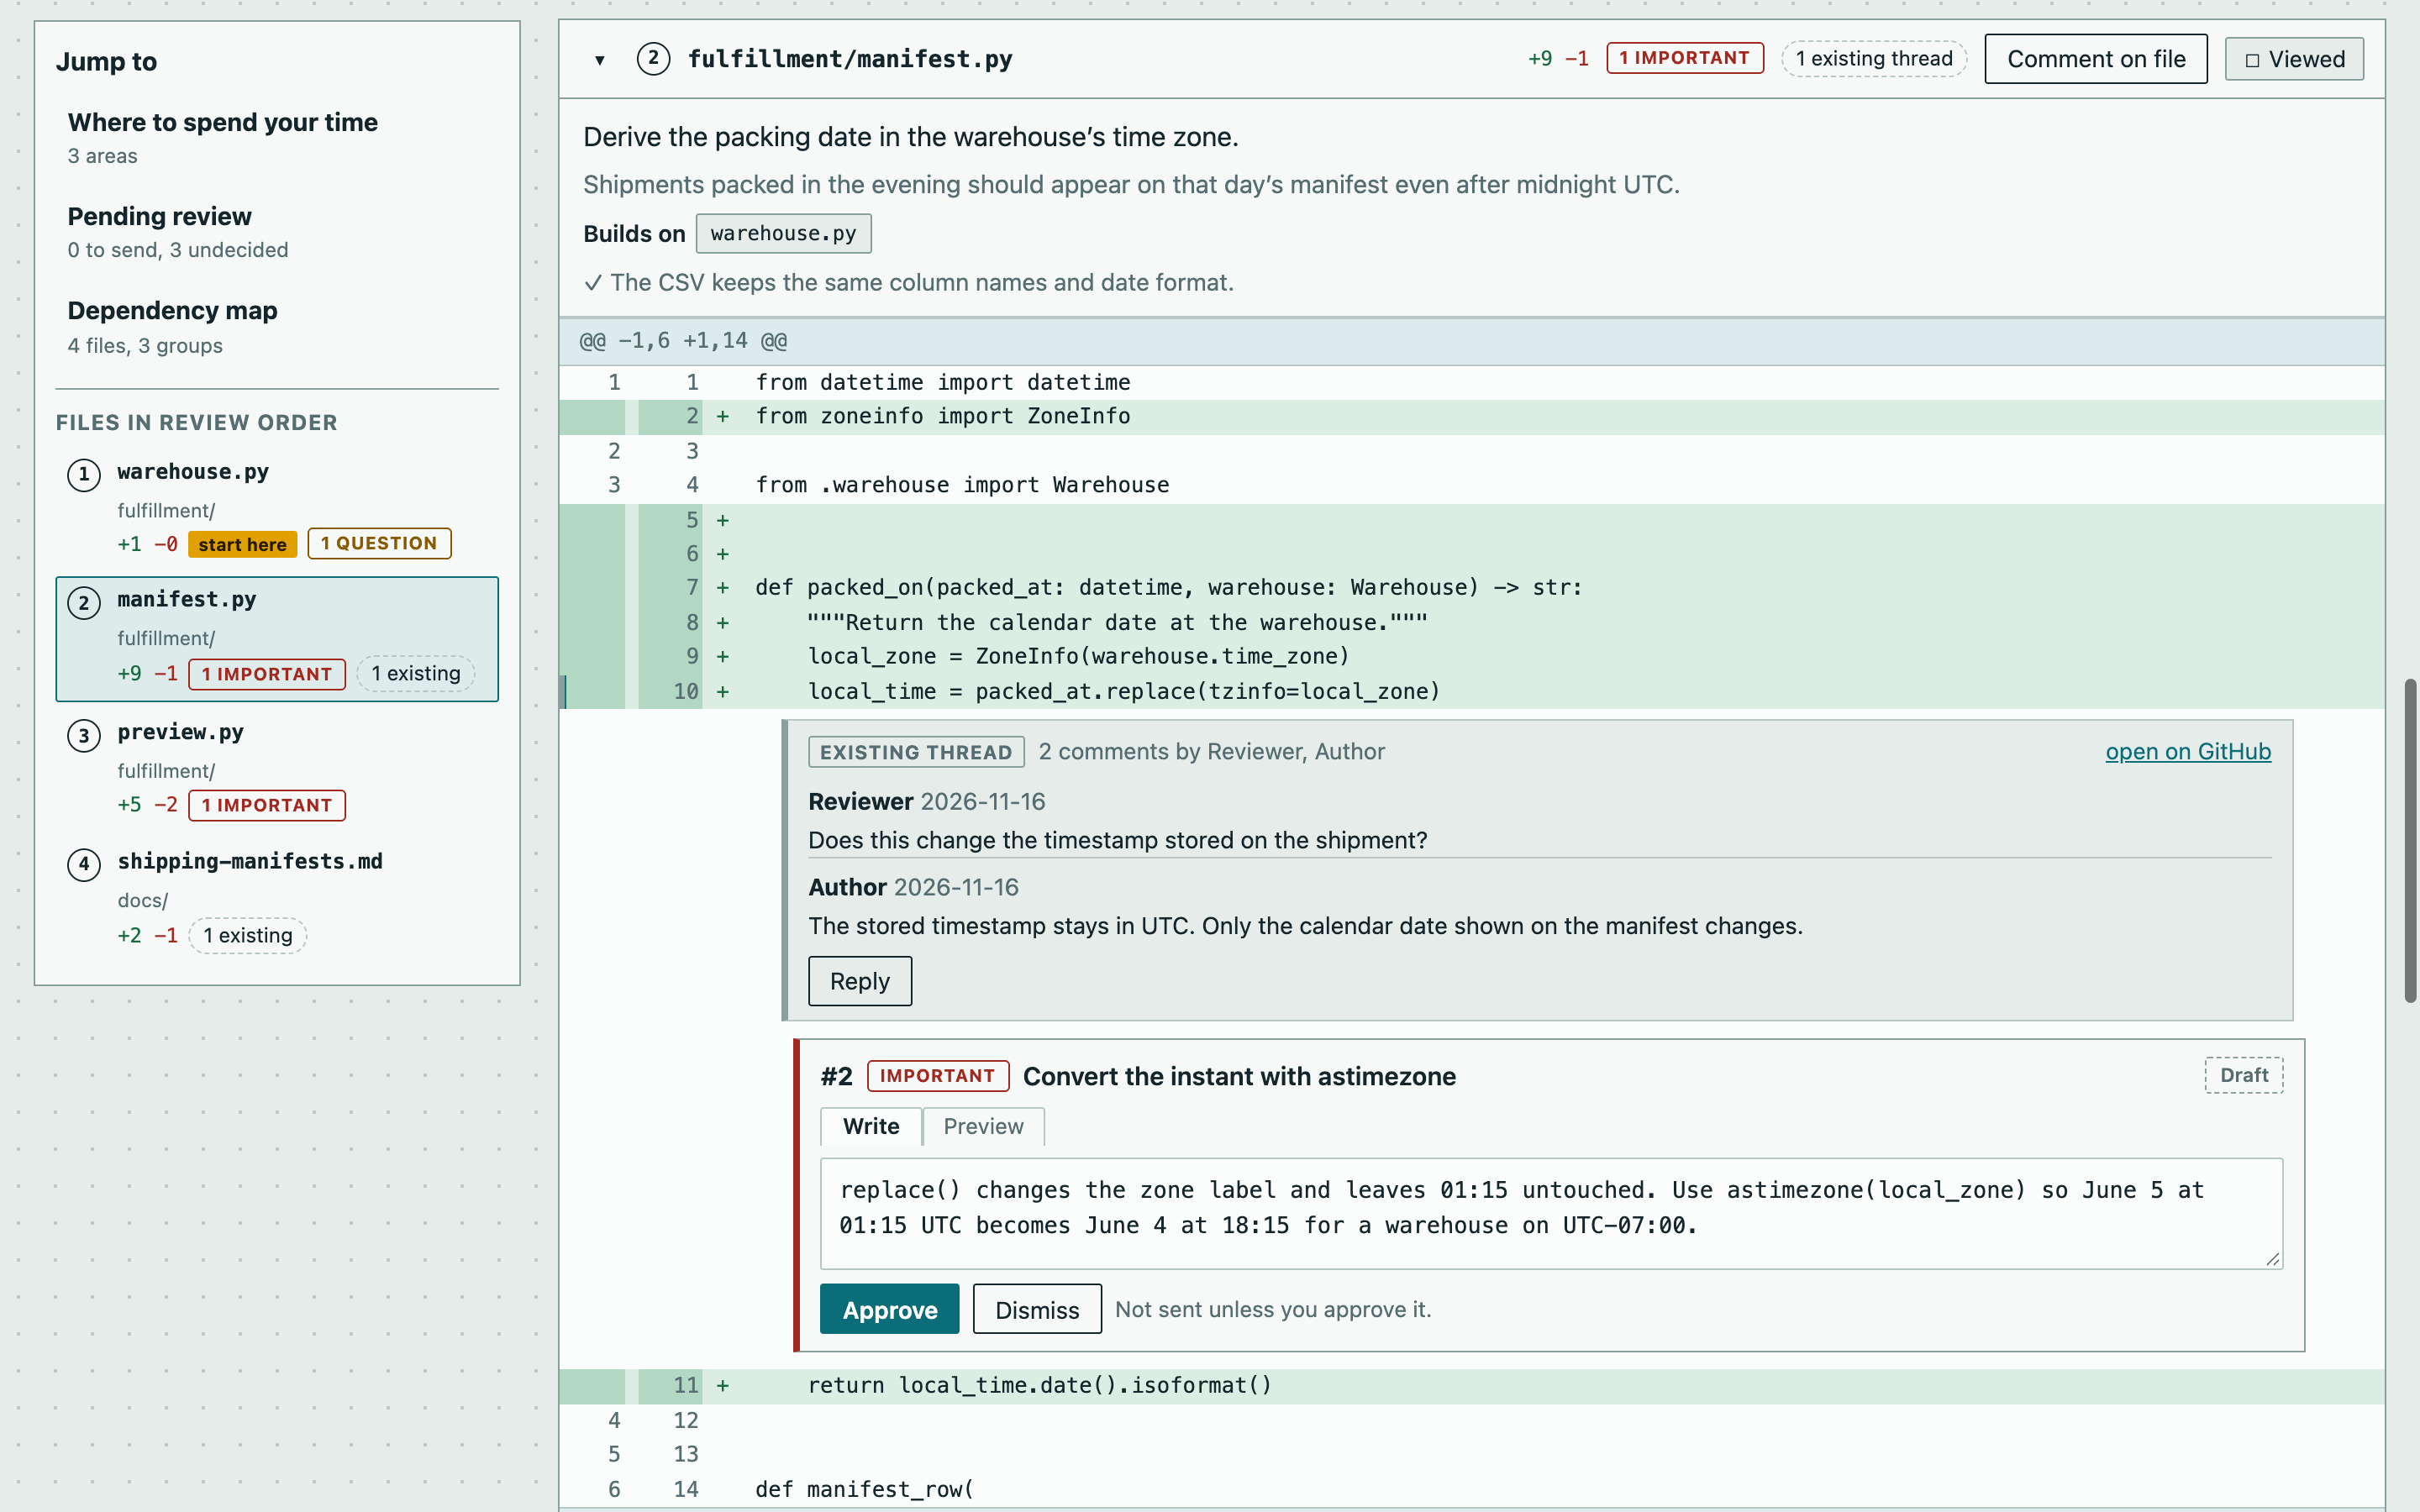 Jump to
Where to spend your time
3 areas
Pending review
0 to send, 3 undecided
Dependency map
4 files, 3 groups
FILES IN REVIEW ORDER
1 warehouse.py
fulfillment/
+1 −0 start here 1 QUESTION
2 manifest.py
fulfillment/
+9 −1 1 IMPORTANT 1 existing
3 preview.py
fulfillment/
+5 −2 1 IMPORTANT
4 shipping-manifests.md
docs/
+2 −1 1 existing
▼ 2 fulfillment/manifest.py +9 −1 1 IMPORTANT 1 existing thread Comment on file □ Viewed
Derive the packing date in the warehouse’s time zone.
Shipments packed in the evening should appear on that day’s manifest even after midnight UTC.
Builds on warehouse.py
✓ The CSV keeps the same column names and date format.
@@ −1,6 +1,14 @@
1 1 from datetime import datetime
2 + from zoneinfo import ZoneInfo
2 3
3 4 from .warehouse import Warehouse
5 +
6 +
7 + def packed_on(packed_at: datetime, warehouse: Warehouse) -> str:
8 + """Return the calendar date at the warehouse."""
9 + local_zone = ZoneInfo(warehouse.time_zone)
10 + local_time = packed_at.replace(tzinfo=local_zone)
EXISTING THREAD 2 comments by Reviewer, Author open on GitHub
Reviewer 2026-11-16
Does this change the timestamp stored on the shipment?
Author 2026-11-16
The stored timestamp stays in UTC. Only the calendar date shown on the manifest changes.
Reply
#2 IMPORTANT Convert the instant with astimezone Draft
Write Preview
replace() changes the zone label and leaves 01:15 untouched. Use astimezone(local_zone) so June 5 at
01:15 UTC becomes June 4 at 18:15 for a warehouse on UTC−07:00.
Approve Dismiss Not sent unless you approve it.
11 + return local_time.date().isoformat()
4 12
5 13
6 14 def manifest_row(